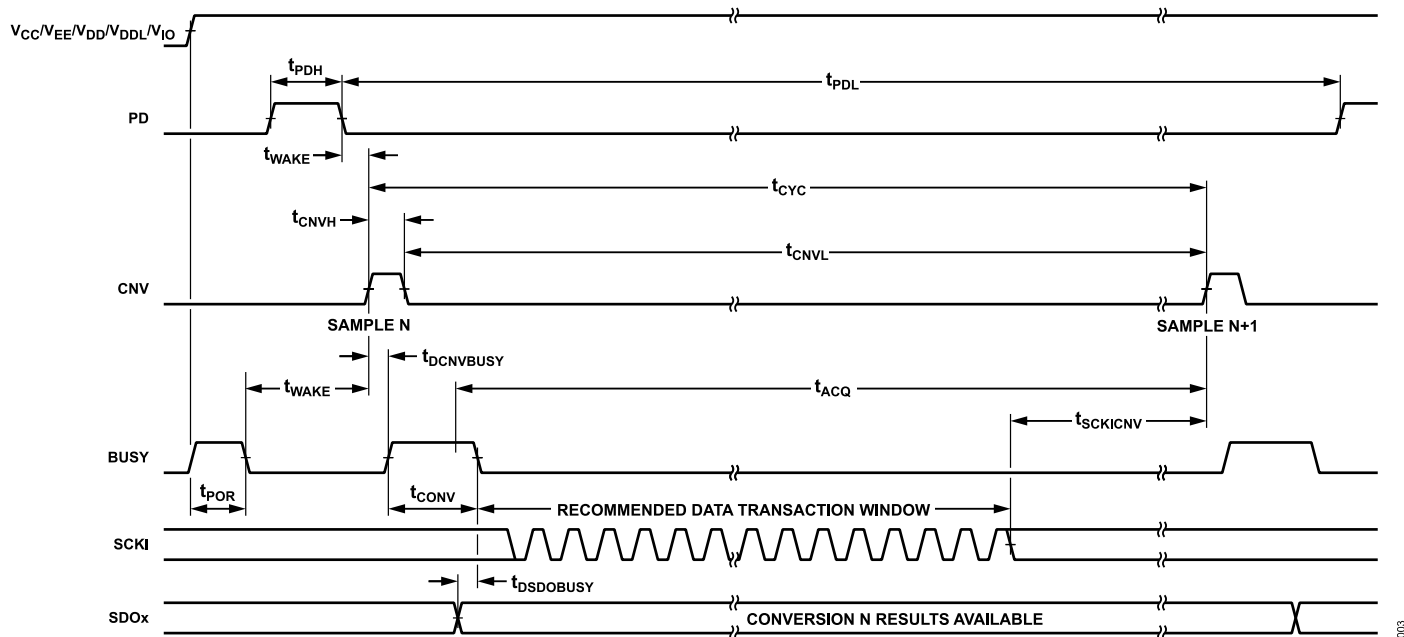 VCC/VEE/VDD/VDDL/VIO
tPDH
tPDL
PD
tWAKE
tCYC
tCNVH
tCNVL
CNV
SAMPLE N
SAMPLE N+1
tDCNVBUSY
tWAKE
tACQ
tSCKICNV
BUSY
tPOR
tCONV
RECOMMENDED DATA TRANSACTION WINDOW
SCKI
tDSDOBUSY
SDOx
CONVERSION N RESULTS AVAILABLE
003